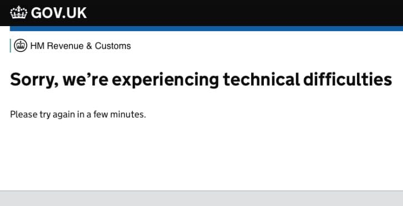 GOV.UK
HM Revenue & Customs
Sorry, we’re experiencing technical difficulties
Please try again in a few minutes.